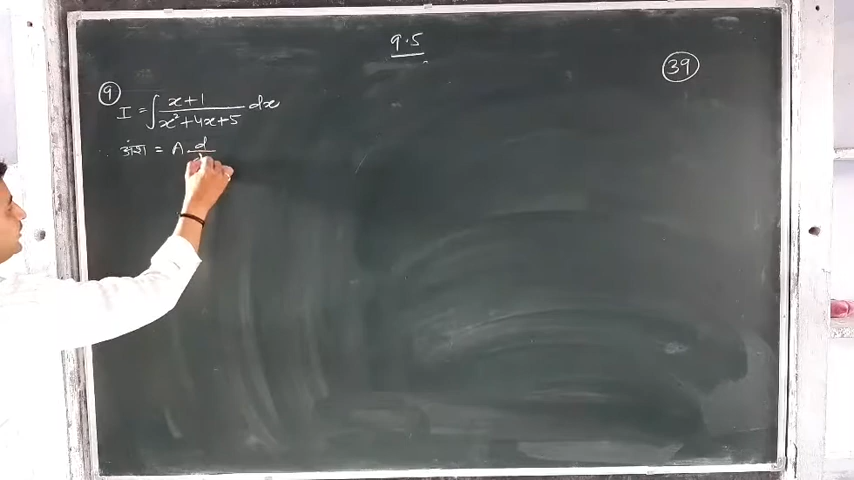 9.5
39
9
I = ∫ x+1 / x²+4x+5 dx
अंश = A d